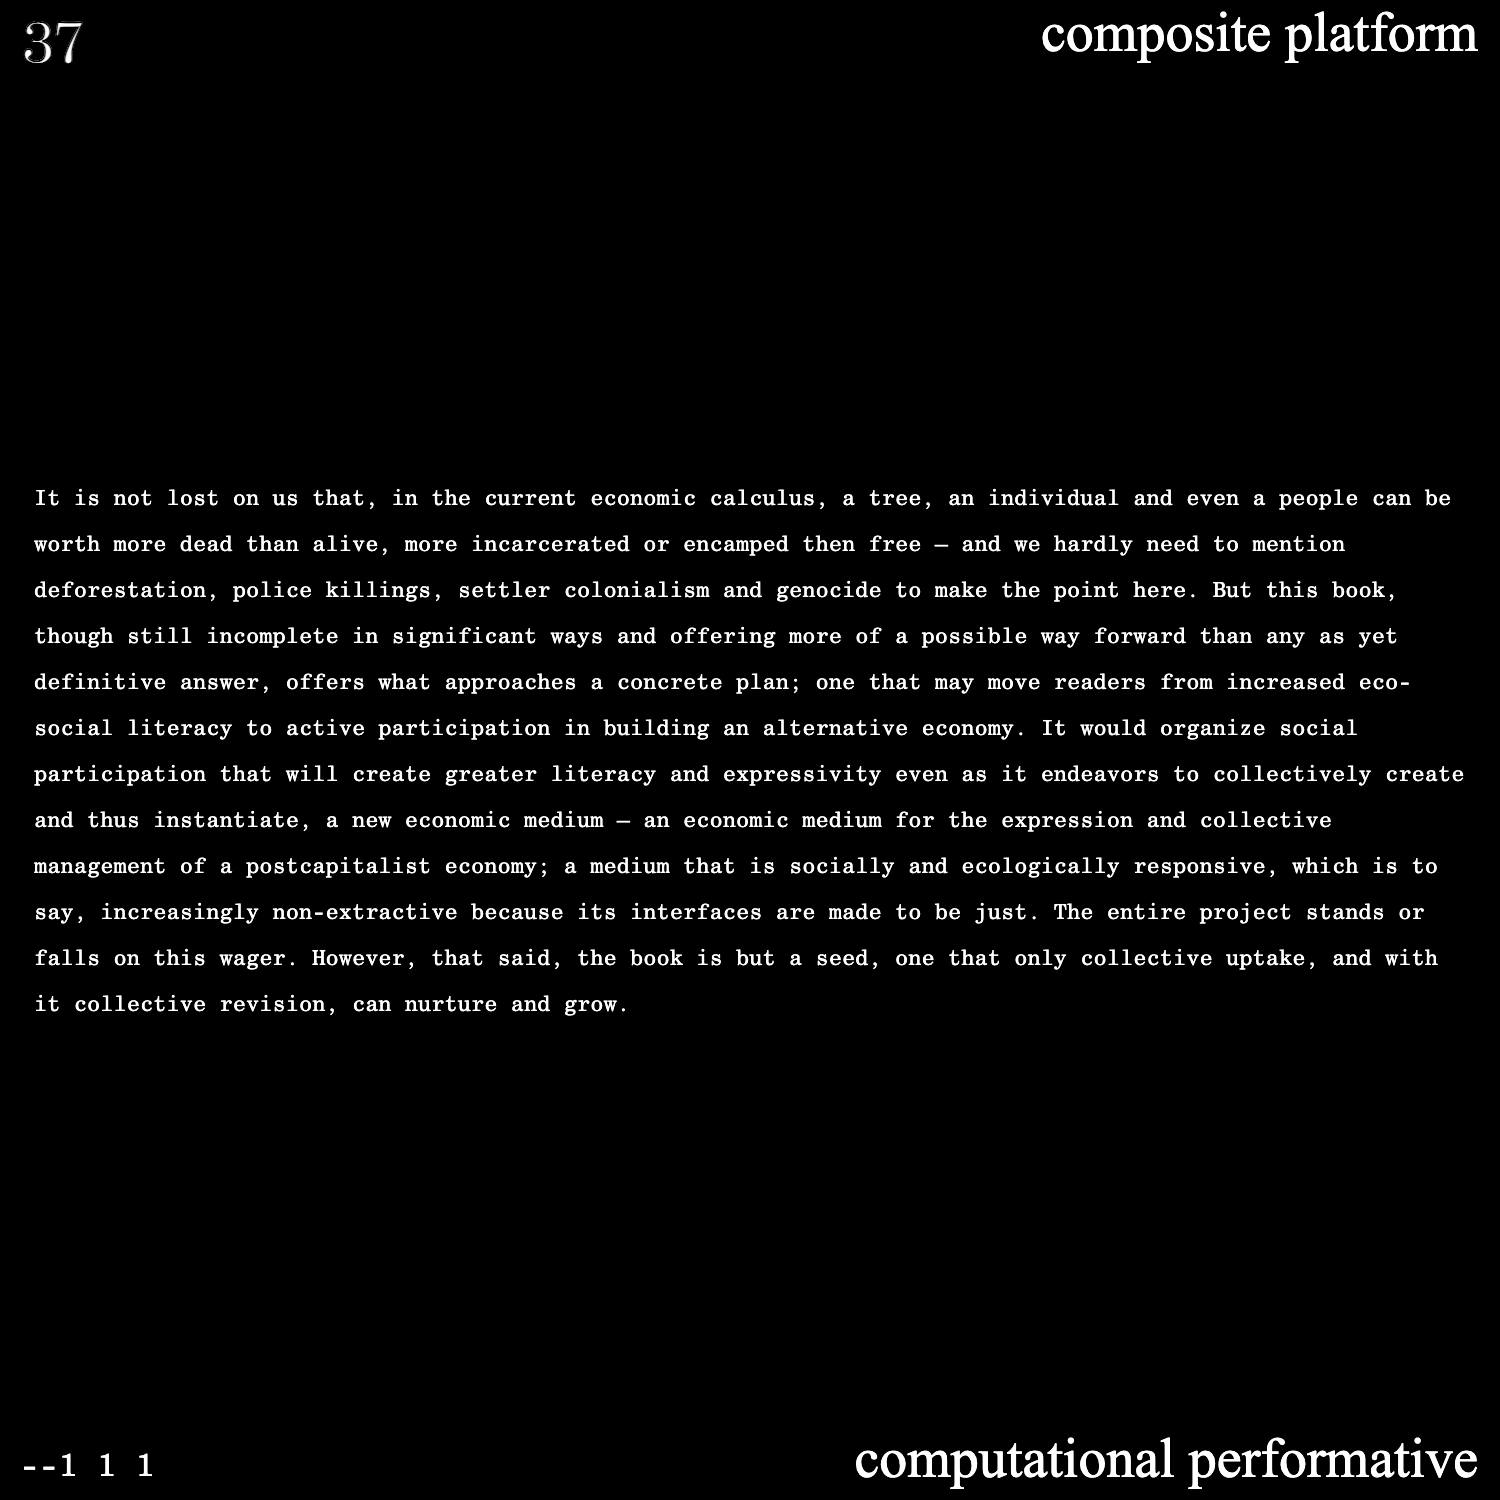 37
composite platform
It is not lost on us that, in the current economic calculus, a tree, an individual and even a people can be
worth more dead than alive, more incarcerated or encamped then free — and we hardly need to mention
deforestation, police killings, settler colonialism and genocide to make the point here. But this book,
though still incomplete in significant ways and offering more of a possible way forward than any as yet
definitive answer, offers what approaches a concrete plan; one that may move readers from increased eco-
social literacy to active participation in building an alternative economy. It would organize social
participation that will create greater literacy and expressivity even as it endeavors to collectively create
and thus instantiate, a new economic medium — an economic medium for the expression and collective
management of a postcapitalist economy; a medium that is socially and ecologically responsive, which is to
say, increasingly non-extractive because its interfaces are made to be just. The entire project stands or
falls on this wager. However, that said, the book is but a seed, one that only collective uptake, and with
it collective revision, can nurture and grow.
--1 1 1
computational performative